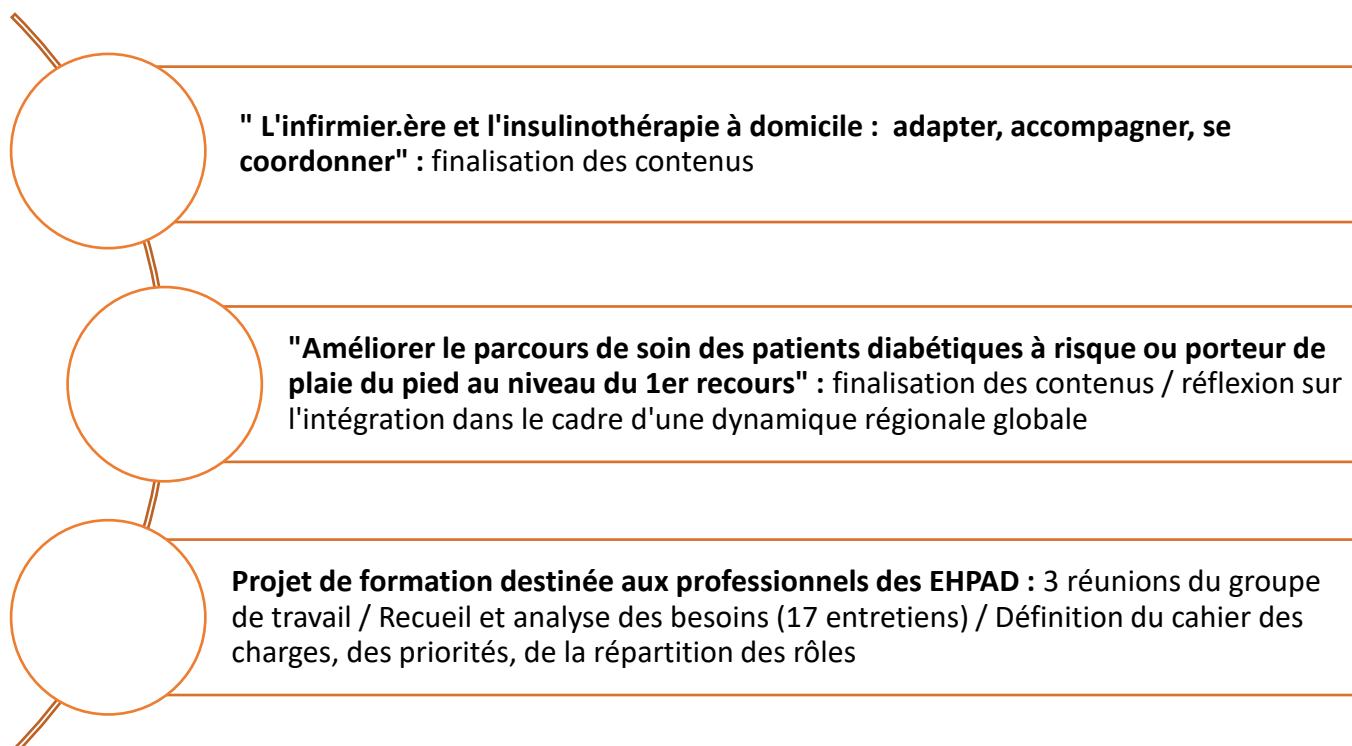 " L'infirmier.ère et l'insulinothérapie à domicile :  adapter, accompagner, se
coordonner" : finalisation des contenus
"Améliorer le parcours de soin des patients diabétiques à risque ou porteur de
plaie du pied au niveau du 1er recours" : finalisation des contenus / réflexion sur
l'intégration dans le cadre d'une dynamique régionale globale
Projet de formation destinée aux professionnels des EHPAD : 3 réunions du groupe
de travail / Recueil et analyse des besoins (17 entretiens) / Définition du cahier des
charges, des priorités, de la répartition des rôles